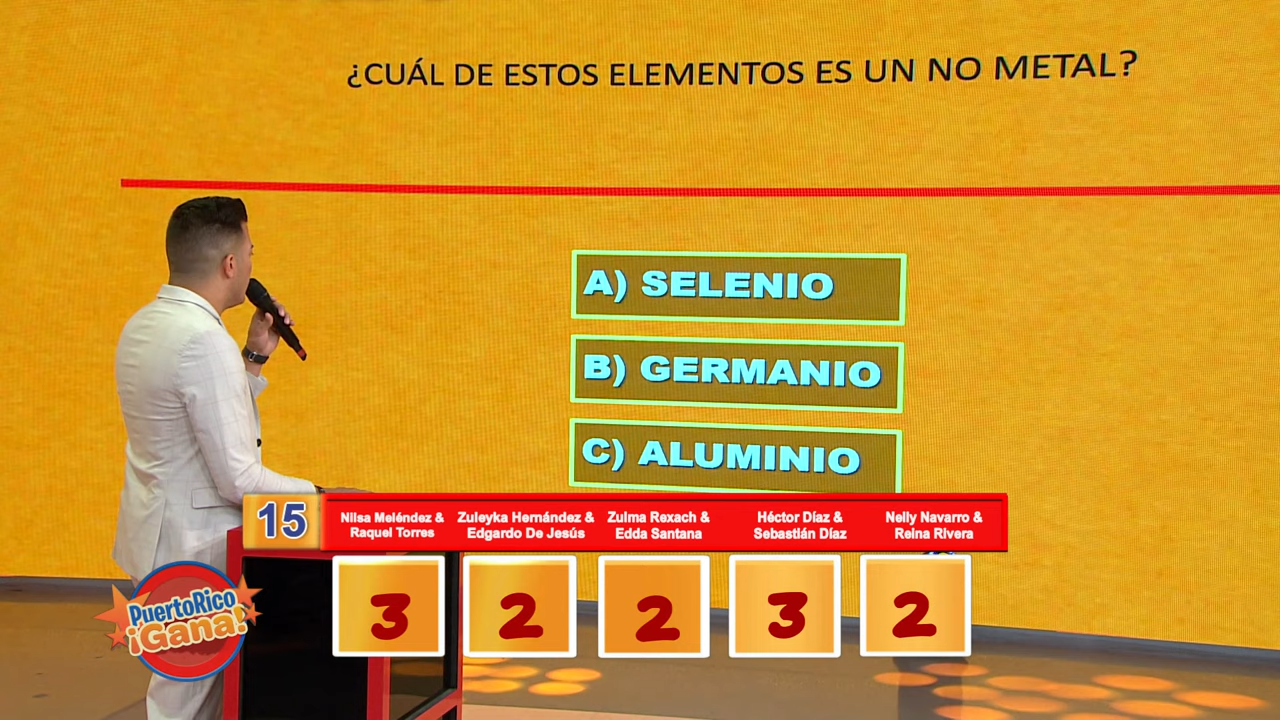 ¿CUÁL DE ESTOS ELEMENTOS ES UN NO METAL?
A) SELENIO
B) GERMANIO
C) ALUMINIO
15
Nilsa Meléndez &
Raquel Torres
Zuleyka Hernández &
Edgardo De Jesús
Zulma Rexach &
Edda Santana
Héctor Díaz &
Sebastián Díaz
Nelly Navarro &
Reina Rivera
3
2
2
3
2
PuertoRico
¡Gana!